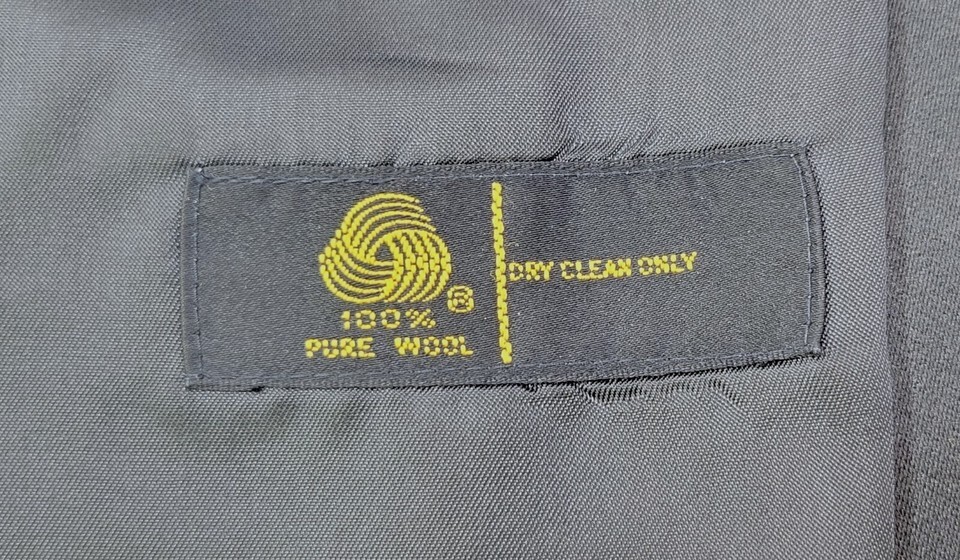 ®
100%
PURE WOOL
DRY CLEAN ONLY